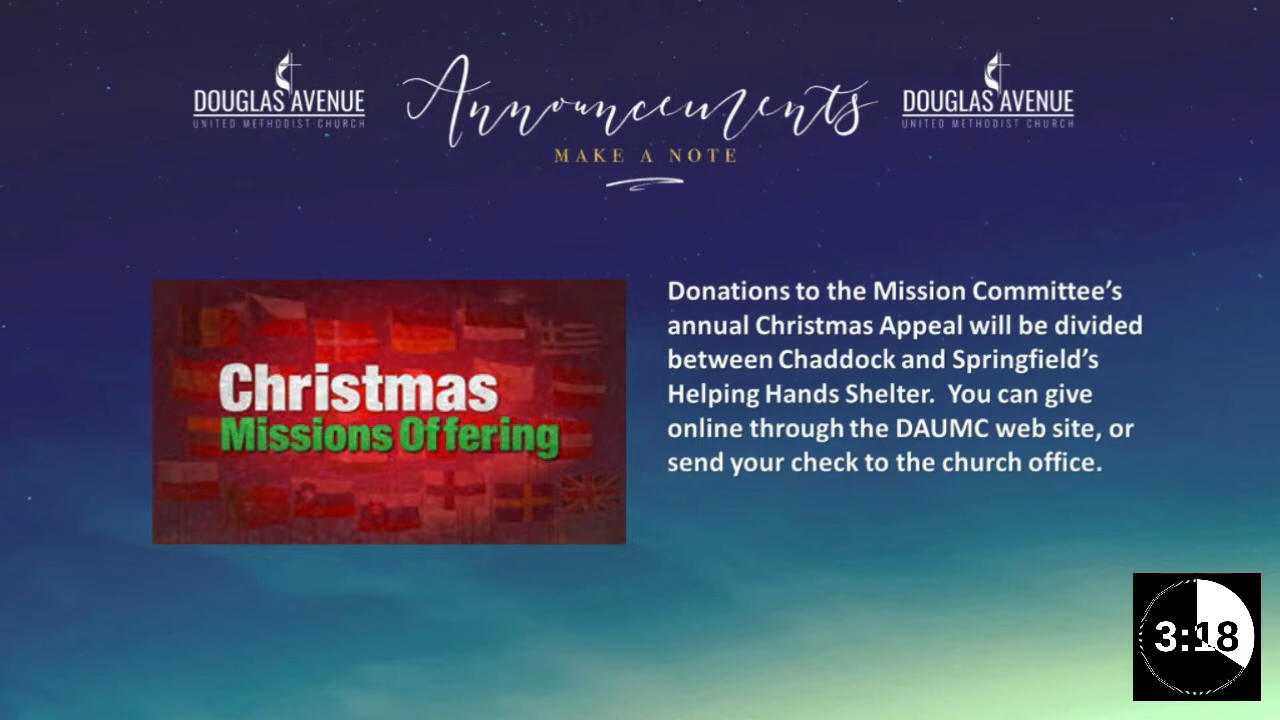 DOUGLAS AVENUE
UNITED METHODIST CHURCH
Announcements
MAKE A NOTE
DOUGLAS AVENUE
UNITED METHODIST CHURCH
Christmas
Missions Offering
Donations to the Mission Committee’s
annual Christmas Appeal will be divided
between Chaddock and Springfield’s
Helping Hands Shelter.  You can give
online through the DAUMC web site, or
send your check to the church office.
3:18